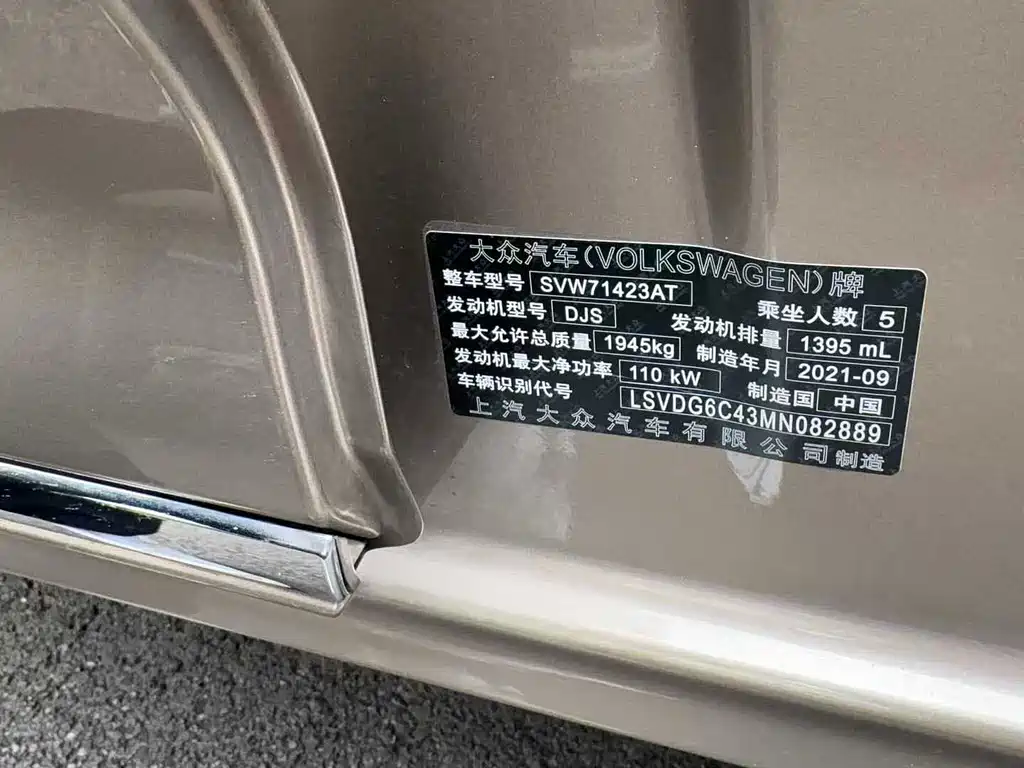 大众汽车(VOLKSWAGEN)牌
整车型号 SVW71423AT 乘坐人数 5
发动机型号 DJS 发动机排量 1395 mL
最大允许总质量 1945kg 制造年月 2021-09
发动机最大净功率 110 kW 制造国 中国
车辆识别代号 LSVDG6C43MN082889
上汽大众汽车有限公司制造